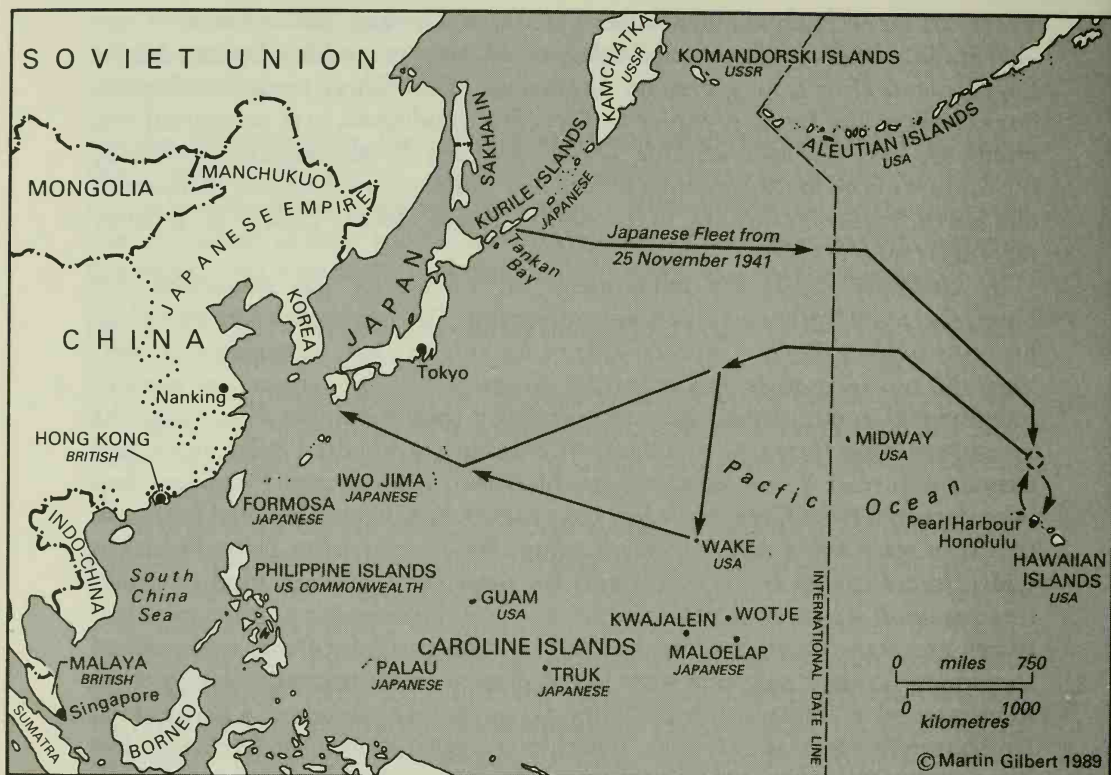 SOVIET UNION
KAMCHATKA
USSR
KOMANDORSKI ISLANDS
USSR
ALEUTIAN ISLANDS
USA
SAKHALIN
MONGOLIA
MANCHUKUO
JAPANESE EMPIRE
KURILE ISLANDS
JAPANESE
Tankan
Bay
Japanese Fleet from
25 November 1941
CHINA
KOREA
JAPAN
Tokyo
Nanking
HONG KONG
BRITISH
MIDWAY
USA
Pacfic
Ocean
Pearl Harbour
Honolulu
HAWAIIAN
ISLANDS
USA
IWO JIMA
JAPANESE
FORMOSA
JAPANESE
WAKE
USA
INDO-CHINA
South
China
Sea
PHILIPPINE ISLANDS
US COMMONWEALTH
GUAM
USA
KWAJALEIN
WOTJE
MALOELAP
JAPANESE
CAROLINE ISLANDS
PALAU
JAPANESE
TRUK
JAPANESE
INTERNATIONAL DATE LINE
MALAYA
BRITISH
Singapore
SUMATRA
BORNEO
0 miles 750
0 1000
kilometres
© Martin Gilbert 1989